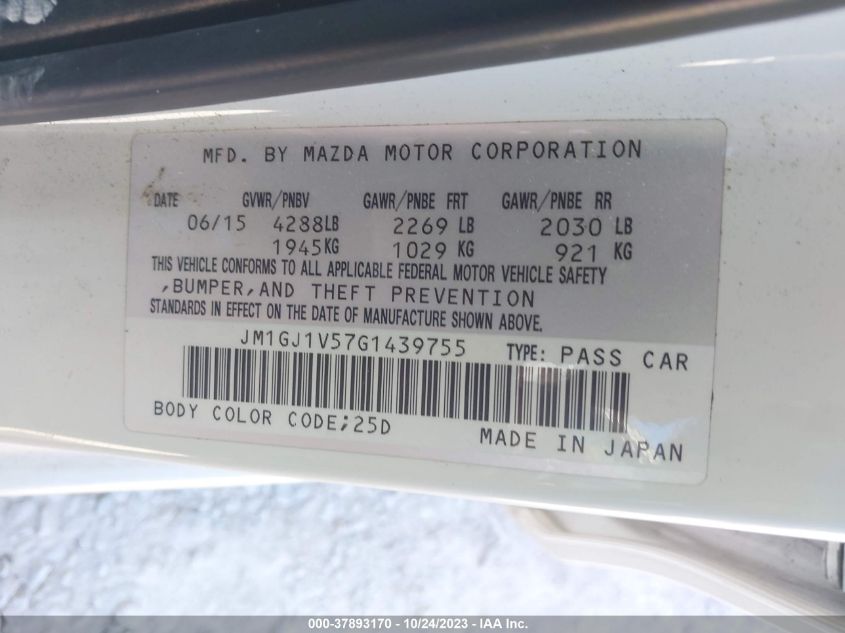 MFD. BY MAZDA MOTOR CORPORATION
DATE GVWR/PNBV GAWR/PNBE FRT GAWR/PNBE RR
06/15 4288LB 2269 LB 2030 LB
1945KG 1029 KG 921 KG
THIS VEHICLE CONFORMS TO ALL APPLICABLE FEDERAL MOTOR VEHICLE SAFETY
,BUMPER,AND THEFT PREVENTION
STANDARDS IN EFFECT ON THE DATE OF MANUFACTURE SHOWN ABOVE.
JM1GJ1V57G1439755 TYPE: PASS CAR
BODY COLOR CODE;25D MADE IN JAPAN
000-37893170 - 10/24/2023 - IAA Inc.